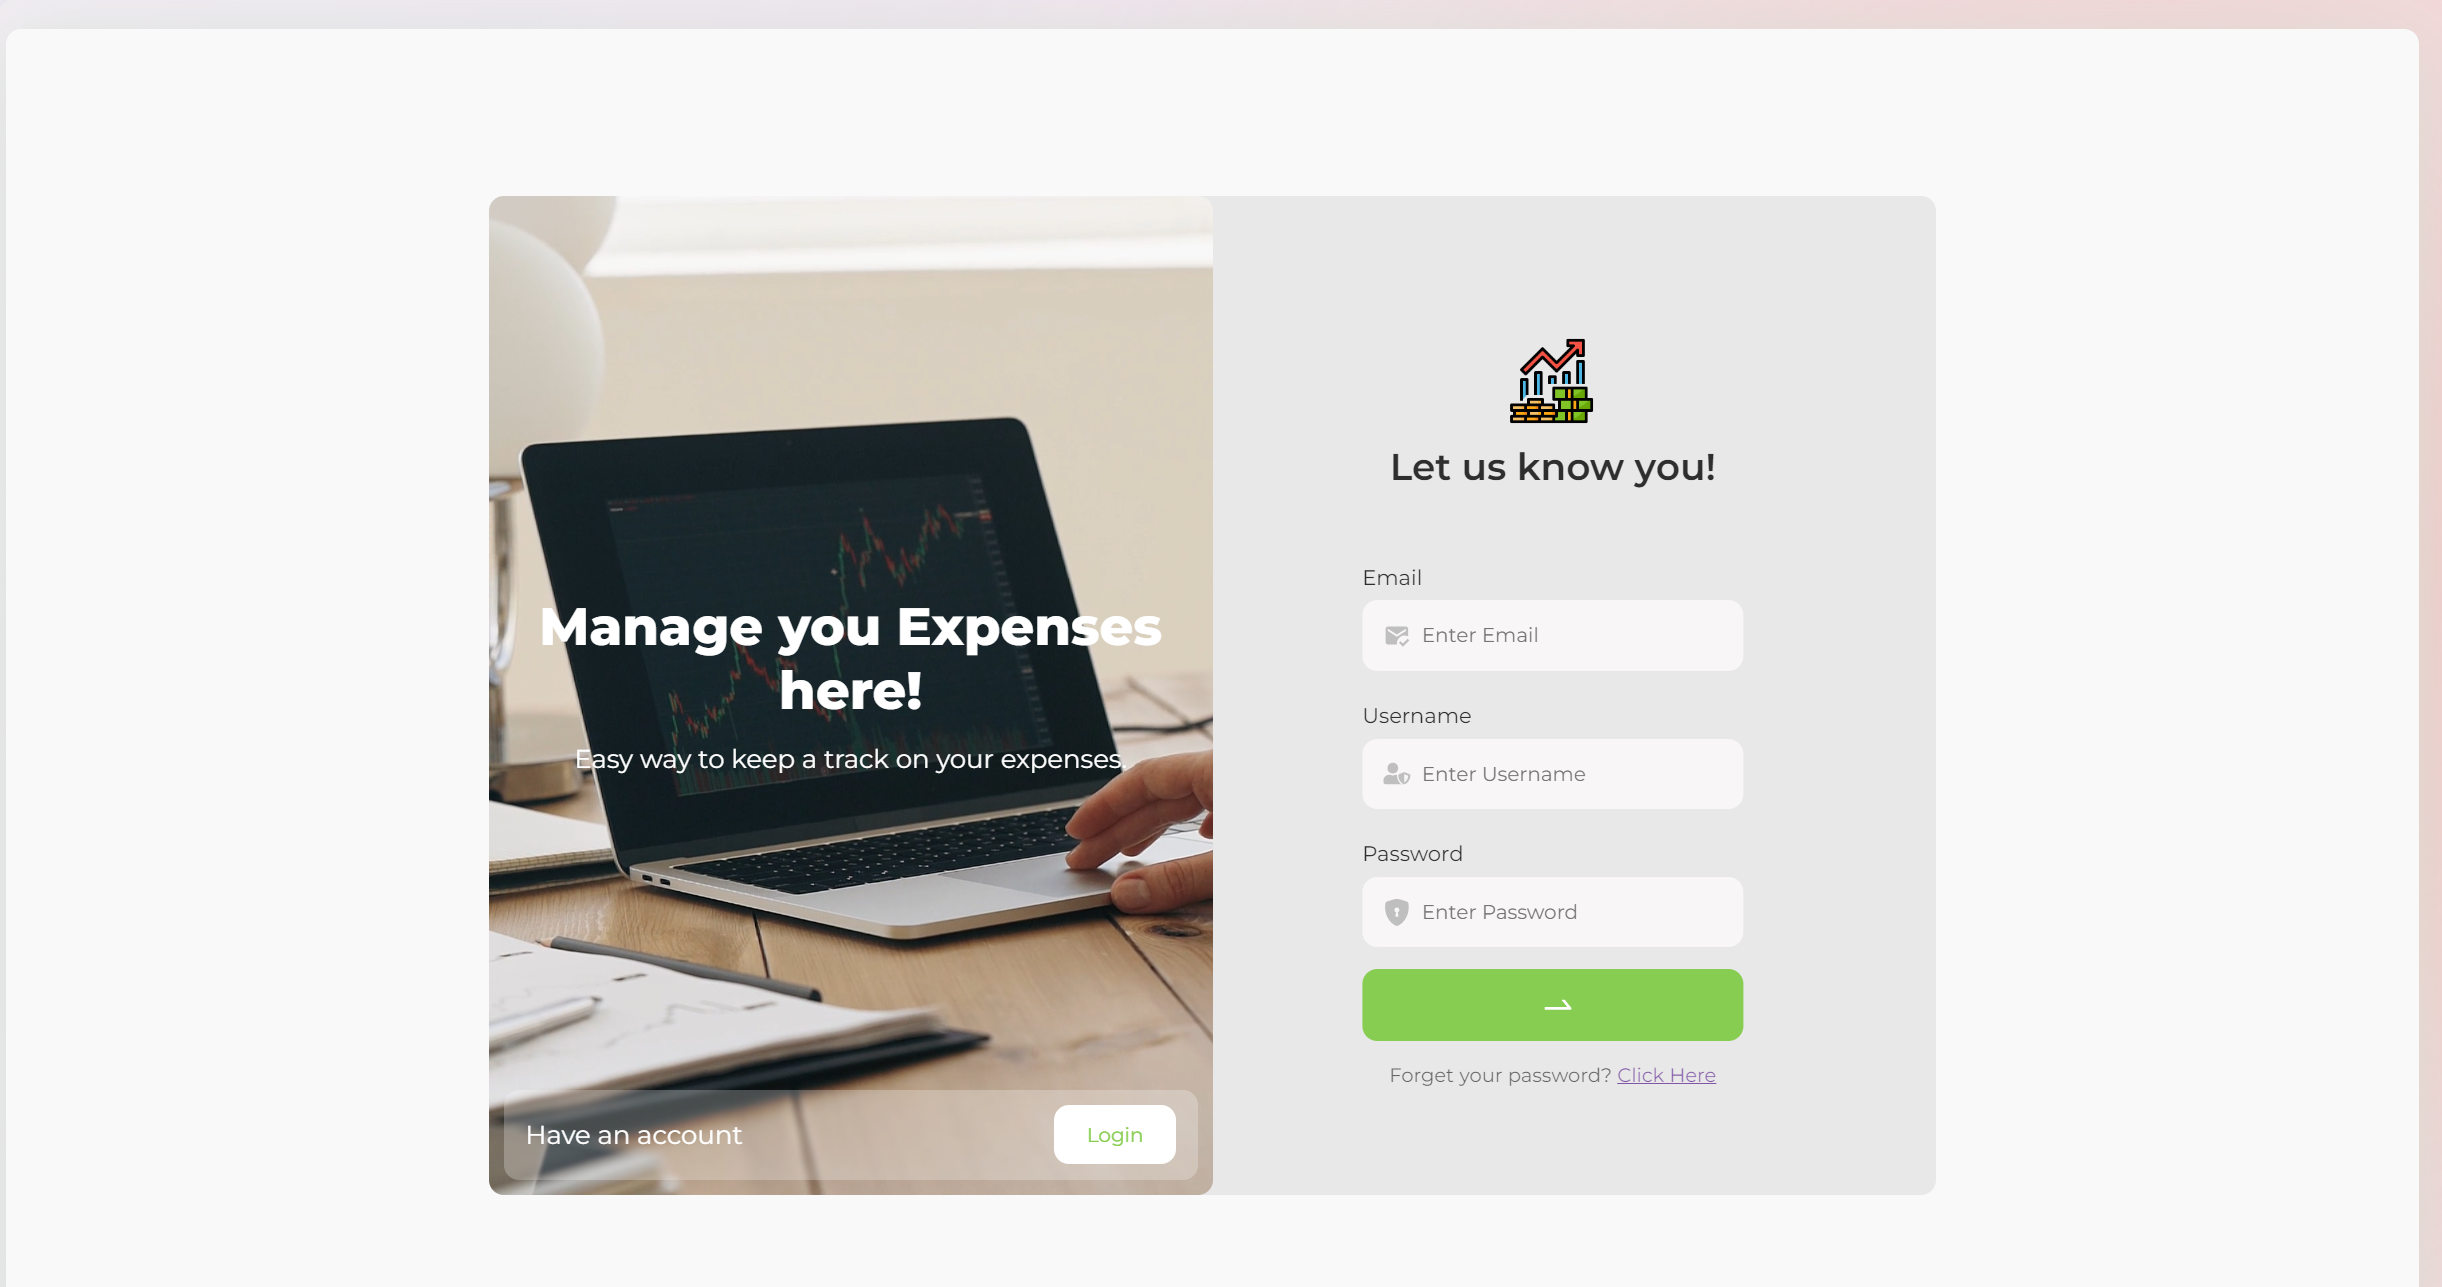 Manage you Expenses
here!
Easy way to keep a track on your expenses.
Have an account
Login
Let us know you!
Email
Enter Email
Username
Enter Username
Password
Enter Password
Forget your password? Click Here